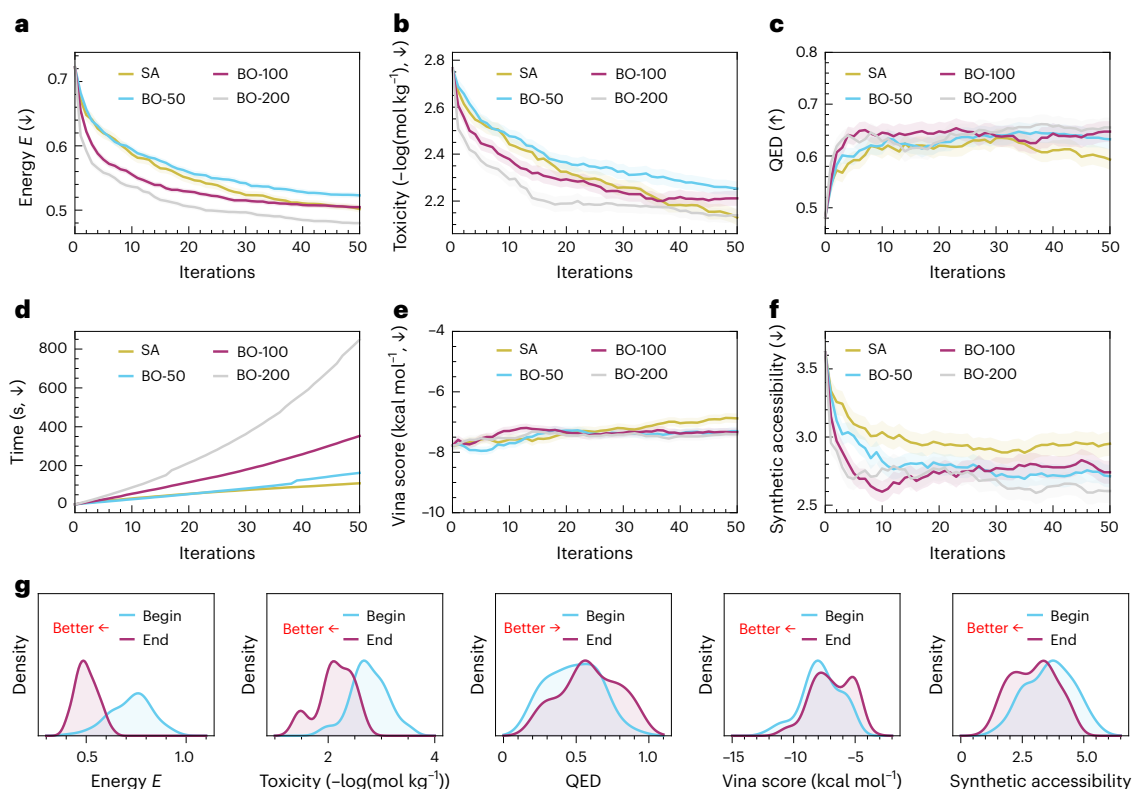 a
Energy E (↓)
0.7
0.6
0.5
SA
BO-100
BO-50
BO-200
0 10 20 30 40 50
Iterations
b
Toxicity (−log(mol kg⁻¹), ↓)
2.8
2.6
2.4
2.2
SA
BO-100
BO-50
BO-200
0 10 20 30 40 50
Iterations
c
QED (↑)
0.8
0.7
0.6
0.5
SA
BO-100
BO-50
BO-200
0 10 20 30 40 50
Iterations
d
Time (s, ↓)
800
600
400
200
0
SA
BO-100
BO-50
BO-200
0 10 20 30 40 50
Iterations
e
Vina score (kcal mol⁻¹, ↓)
−4
−6
−8
−10
SA
BO-100
BO-50
BO-200
0 10 20 30 40 50
Iterations
f
Synthetic accessibility (↓)
3.5
3.0
2.5
SA
BO-100
BO-50
BO-200
0 10 20 30 40 50
Iterations
g
Density
Begin
Better ←
End
0.5 1.0
Energy E
Density
Begin
Better ←
End
2 4
Toxicity (−log(mol kg⁻¹))
Density
Begin
Better →
End
0 0.5 1.0
QED
Density
Begin
Better ←
End
−15 −10 −5
Vina score (kcal mol⁻¹)
Density
Begin
Better ←
End
0 2.5 5.0
Synthetic accessibility